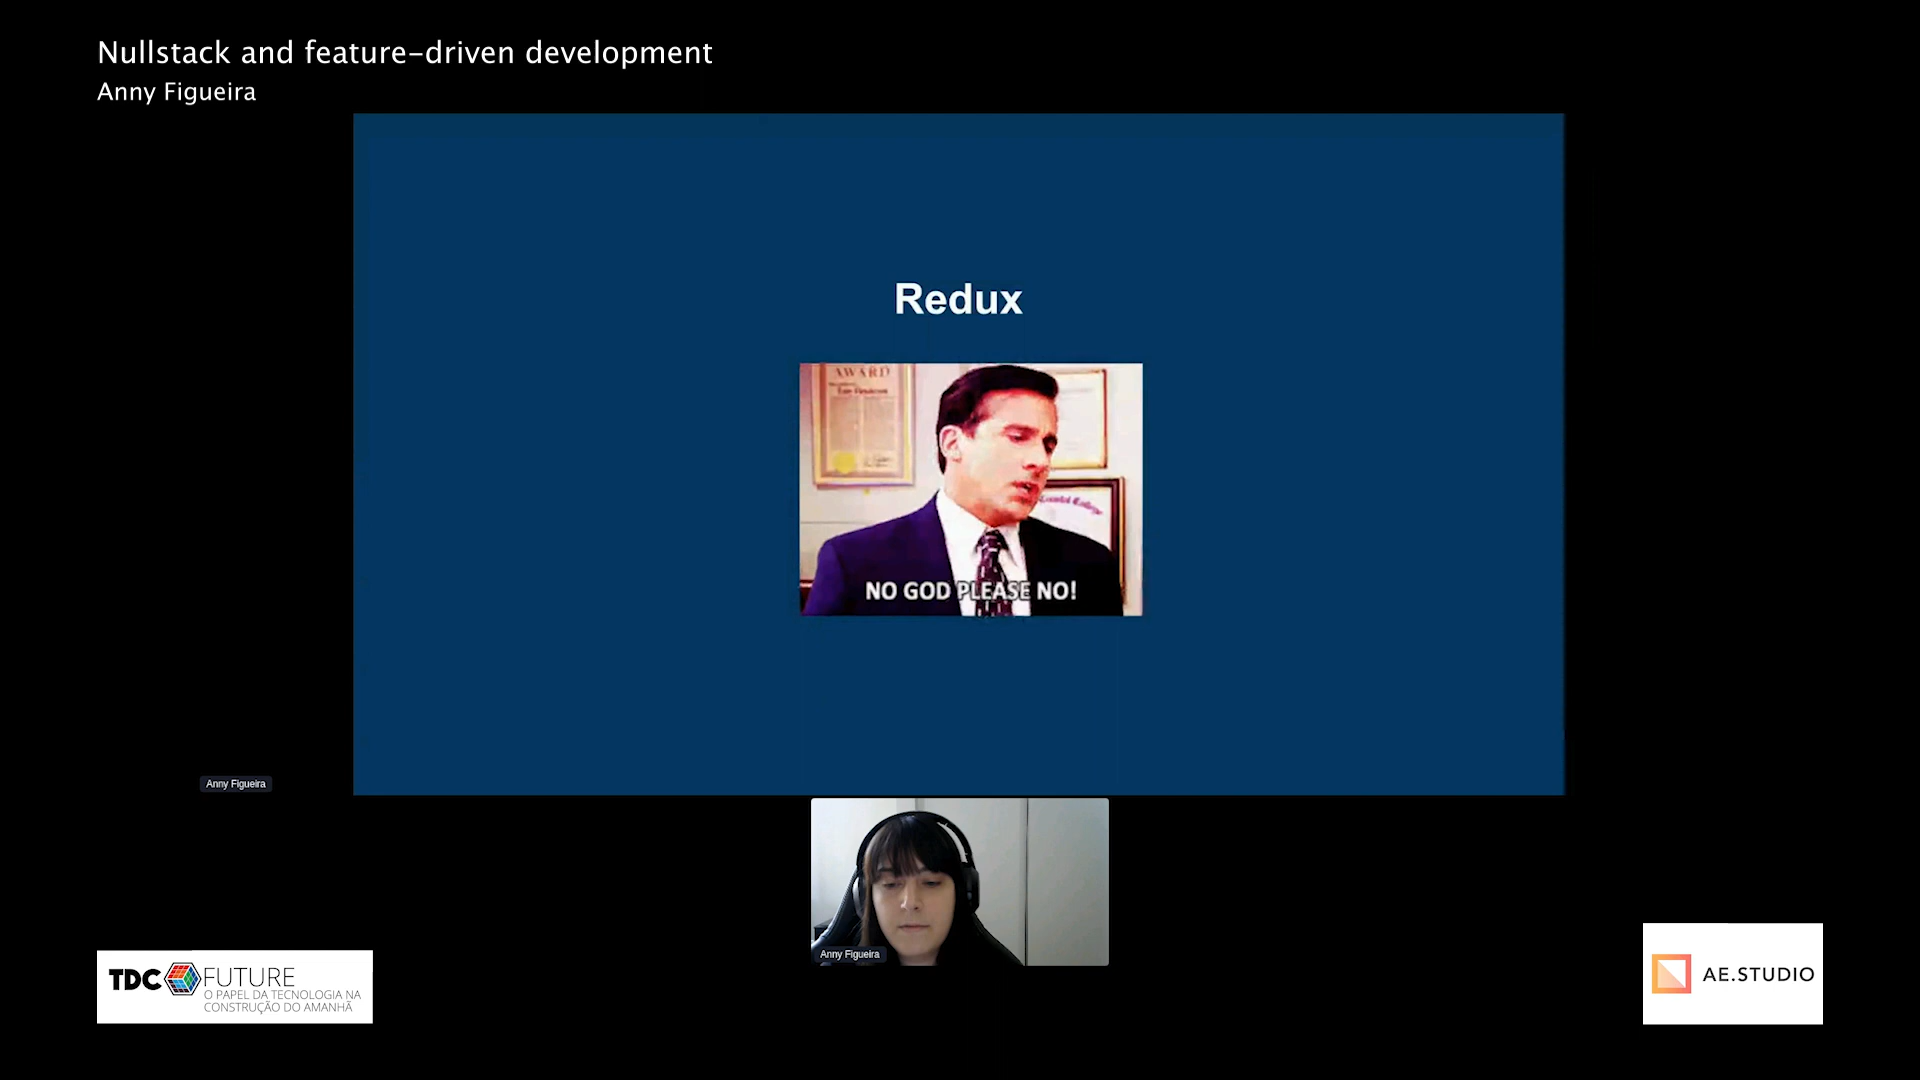 Nullstack and feature-driven development
Anny Figueira
Redux
AWARD
NO GOD PLEASE NO!
Anny Figueira
Anny Figueira
TDC FUTURE
O PAPEL DA TECNOLOGIA NA
CONSTRUÇÃO DO AMANHÃ
AE.STUDIO